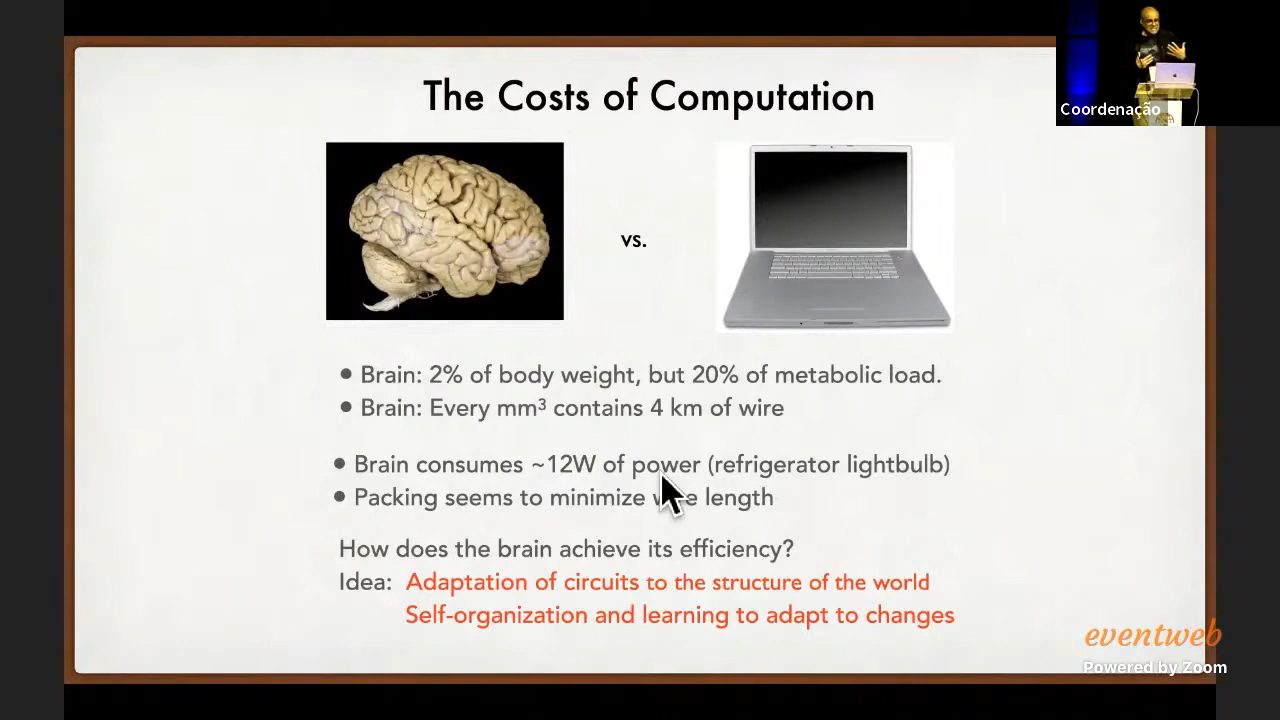 The Costs of Computation
Coordenação
vs.
• Brain: 2% of body weight, but 20% of metabolic load.
• Brain: Every mm³ contains 4 km of wire
• Brain consumes ~12W of power (refrigerator lightbulb)
• Packing seems to minimize wire length
How does the brain achieve its efficiency?
Idea: Adaptation of circuits to the structure of the world
Self-organization and learning to adapt to changes
eventweb
Powered by Zoom